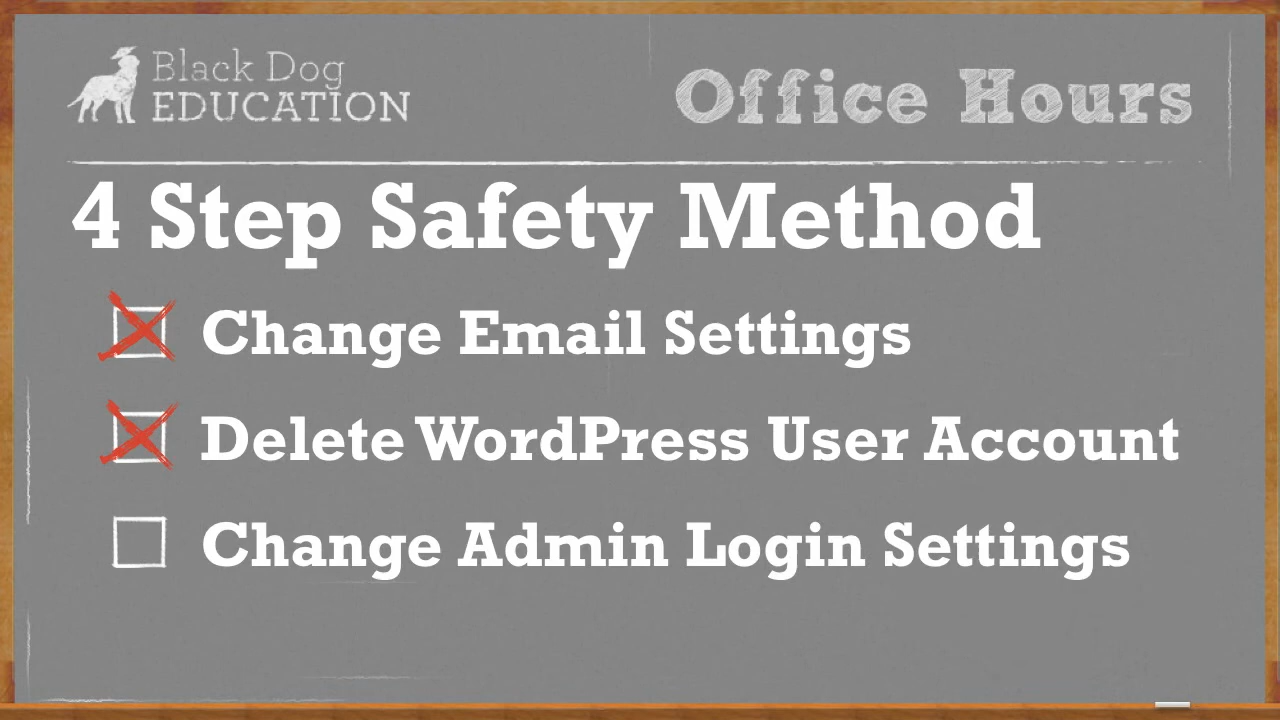 Black Dog
EDUCATION
Office Hours
4 Step Safety Method
Change Email Settings
Delete WordPress User Account
Change Admin Login Settings